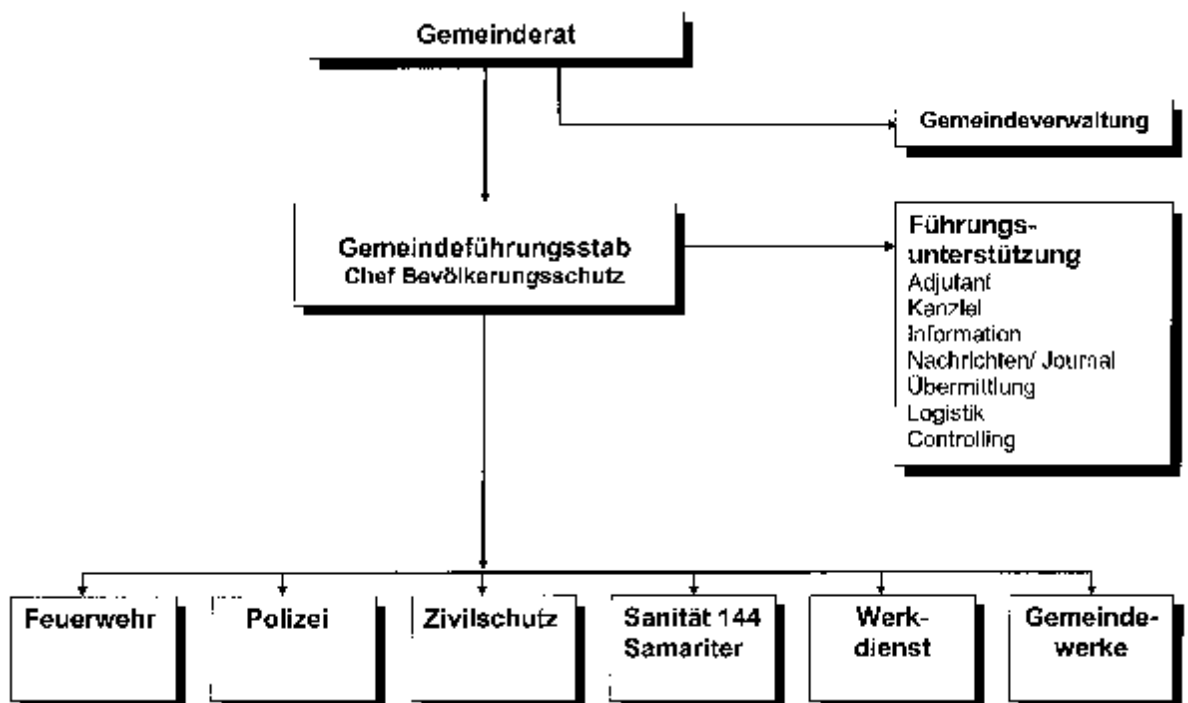 Gemeinderat
Gemeindeverwaltung
Gemeindeführungsstab
Chef Bevölkerungsschutz
Führungs-
unterstützung
Adjutant
Kanzlei
Information
Nachrichten/ Journal
Übermittlung
Logistik
Controlling
Feuerwehr
Polizei
Zivilschutz
Sanität 144
Samariter
Werk-
dienst
Gemeinde-
werke